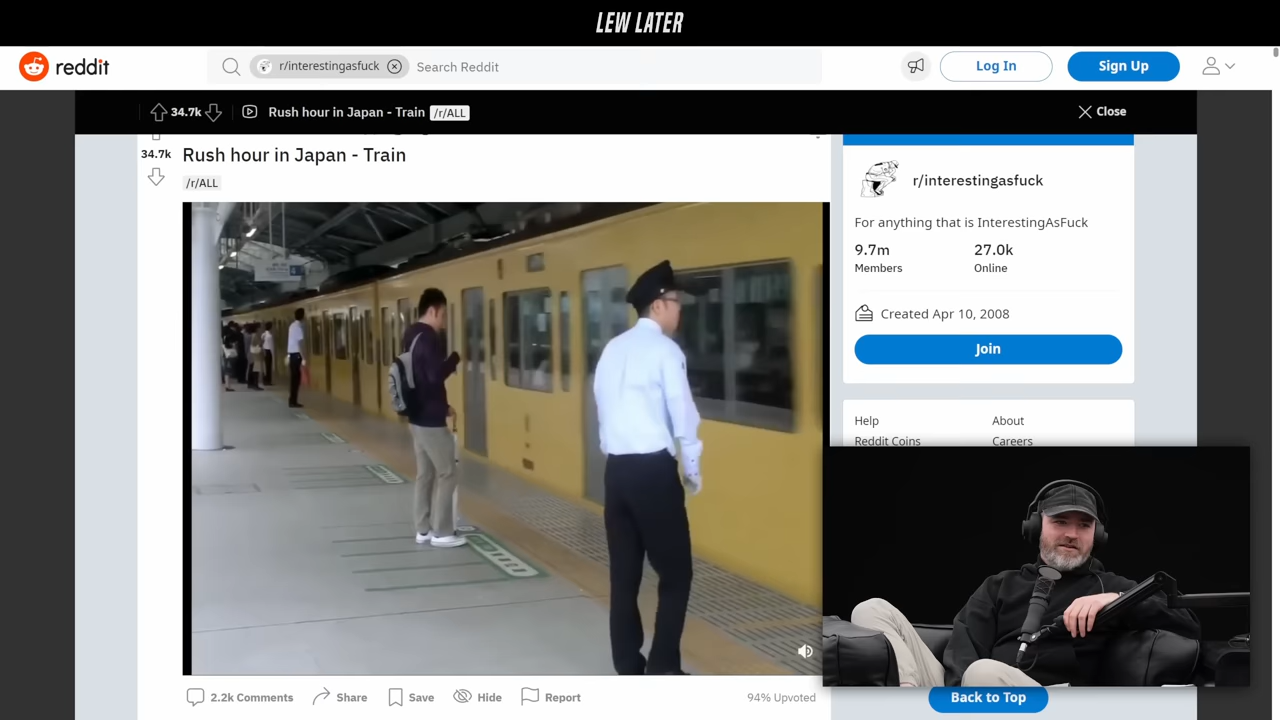 LEW LATER
reddit
r/interestingasfuck
Search Reddit
Log In
Sign Up
34.7k
Rush hour in Japan - Train
/r/ALL
Close
34.7k
Rush hour in Japan - Train
/r/ALL
r/interestingasfuck
For anything that is InterestingAsFuck
9.7m
27.0k
Members
Online
Created Apr 10, 2008
Join
Help
About
Reddit Coins
Careers
2.2k Comments
Share
Save
Hide
Report
94% Upvoted
Back to Top